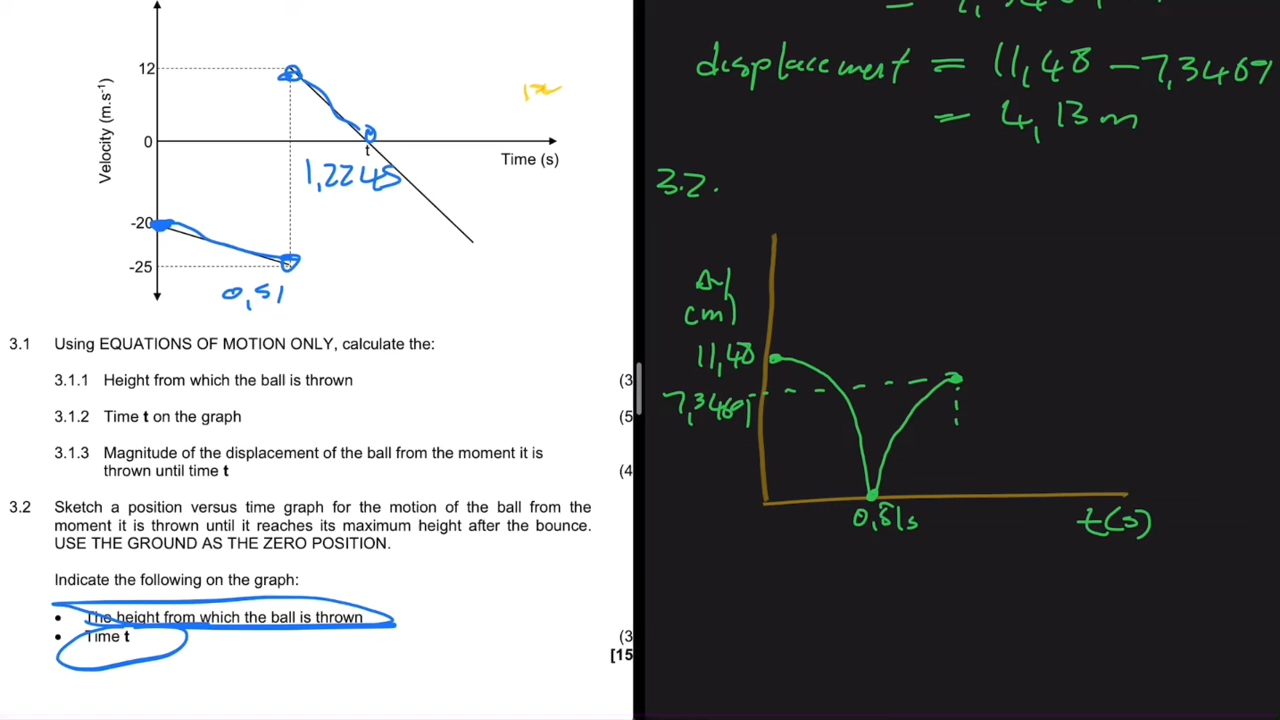 12
0
-20
-25
Velocity (m.s⁻¹)
Time (s)
t
1,224s
0,51
3.1 Using EQUATIONS OF MOTION ONLY, calculate the:
3.1.1 Height from which the ball is thrown (3
3.1.2 Time t on the graph (5
3.1.3 Magnitude of the displacement of the ball from the moment it is
thrown until time t (4
3.2 Sketch a position versus time graph for the motion of the ball from the
moment it is thrown until it reaches its maximum height after the bounce.
USE THE GROUND AS THE ZERO POSITION.
Indicate the following on the graph:
• The height from which the ball is thrown
• Time t (3
[15
displacement = 11,48 - 7,3469
= 4,13m
3.2.
Δy
(m)
11,48
7,3469
0,51s
t(s)